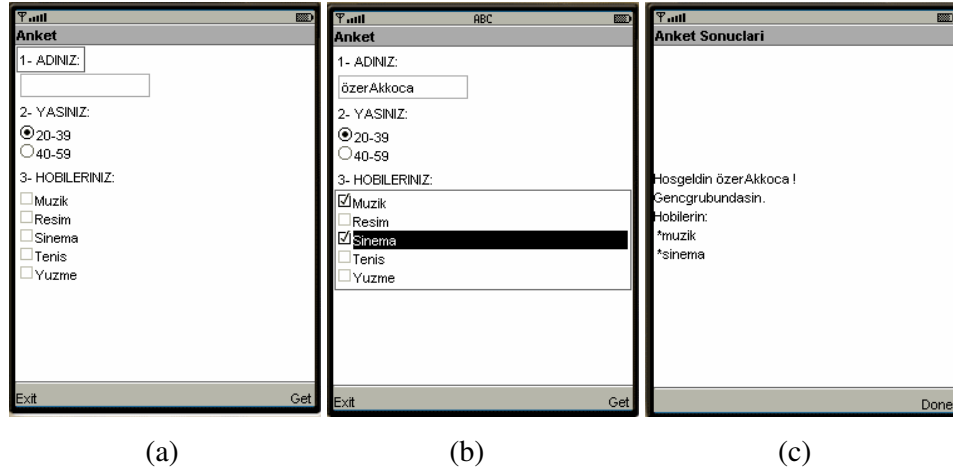 Anket
1- ADINIZ:
2- YASINIZ:
20-39
40-59
3- HOBILERINIZ:
Muzik
Resim
Sinema
Tenis
Yuzme
Exit Get
(a)
ABC
Anket
1- ADINIZ:
özerAkkoca
2- YASINIZ:
20-39
40-59
3- HOBILERINIZ:
Muzik
Resim
Sinema
Tenis
Yuzme
Exit Get
(b)
Anket Sonuclari
Hosgeldin özerAkkoca !
Gencgrubundasin.
Hobilerin:
*muzik
*sinema
Done
(c)